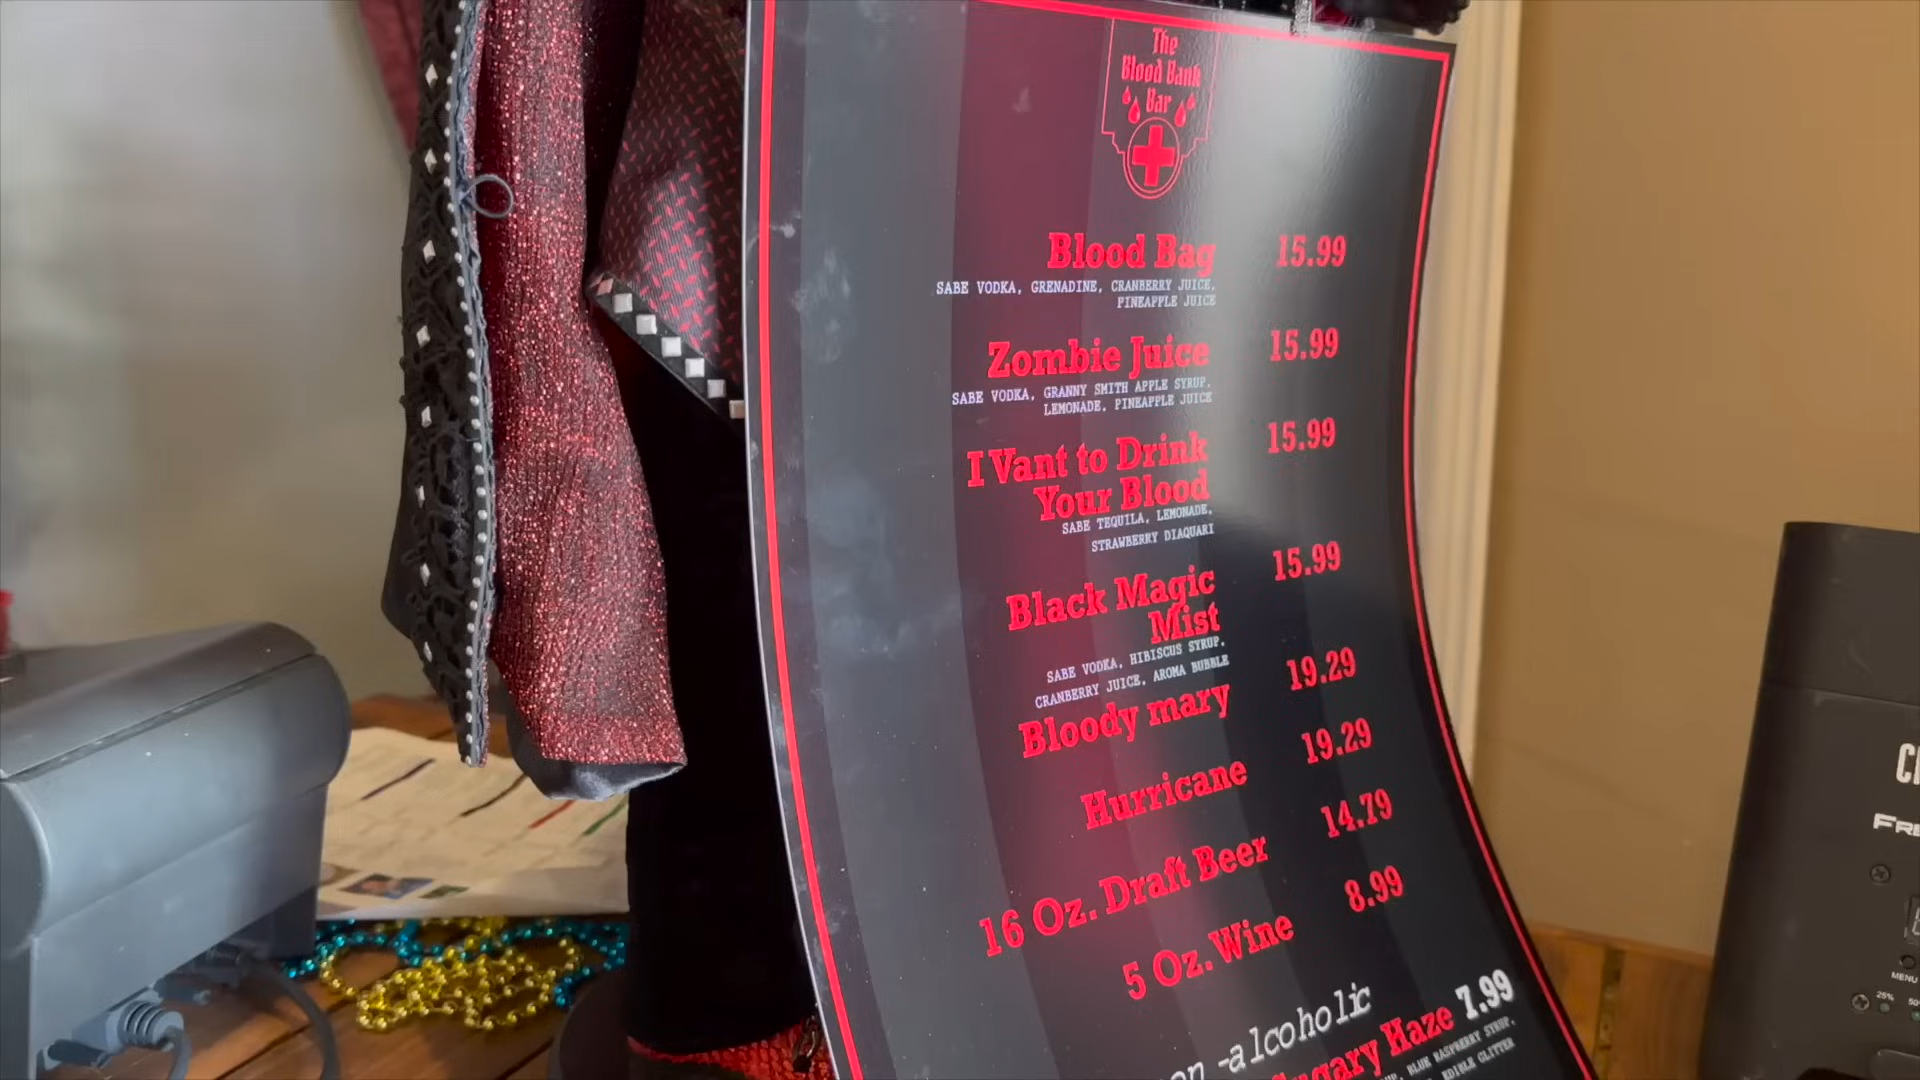 The
Blood Bank
Bar
Blood Bag 15.99
SABE VODKA, GRENADINE, CRANBERRY JUICE,
PINEAPPLE JUICE
Zombie Juice 15.99
SABE VODKA, GRANNY SMITH APPLE SYRUP,
LEMONADE, PINEAPPLE JUICE
I Vant to Drink 15.99
Your Blood
SABE TEQUILA, LEMONADE,
STRAWBERRY DIAQUARI
Black Magic 15.99
Mist
SABE VODKA, HIBISCUS SYRUP,
CRANBERRY JUICE, AROMA BUBBLE
Bloody mary 19.29
Hurricane 19.29
16 Oz. Draft Beer 14.79
5 Oz. Wine 8.99
-alcoholic
Sugary Haze 7.99
BLUE RASPBERRY SYRUP,
EDIBLE GLITTER
MENU
25%